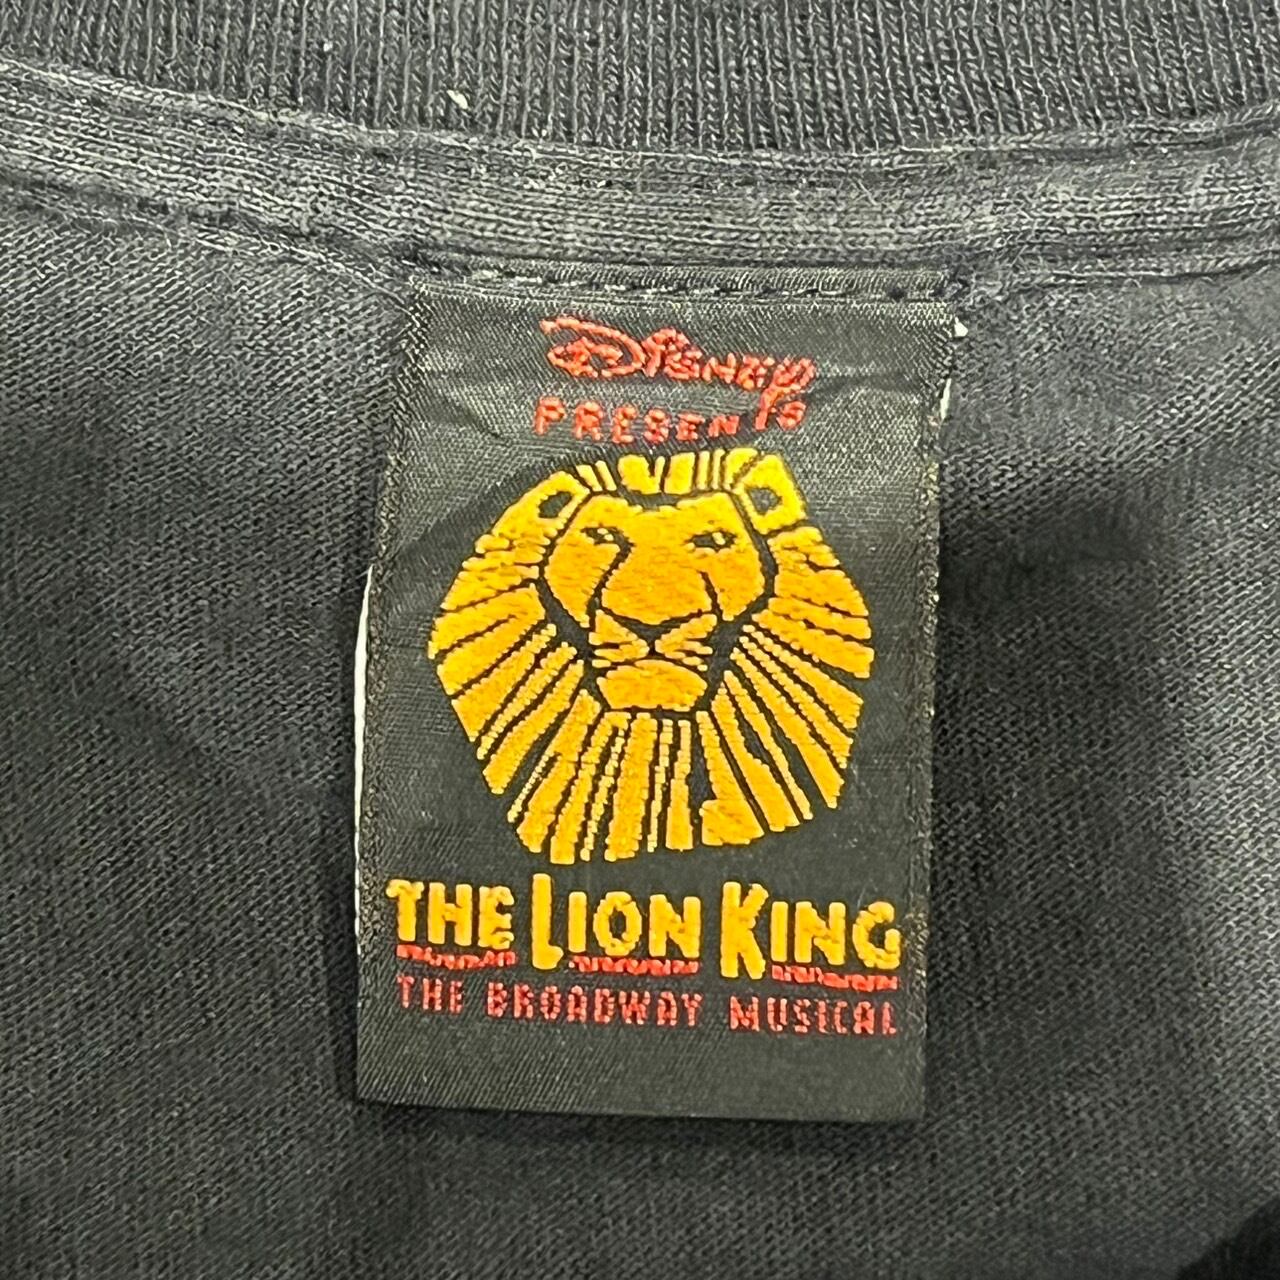 Disney
PRESENTS
THE LION KING
THE BROADWAY MUSICAL